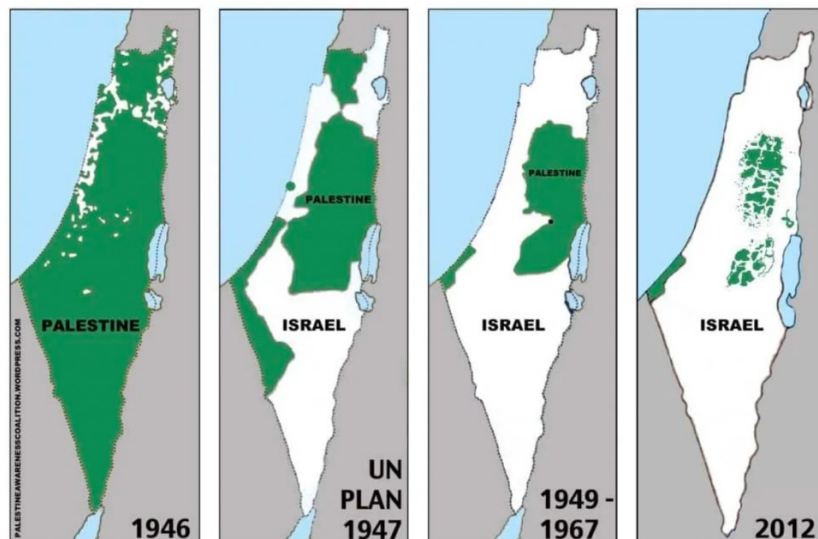 PALESTINEAWARENESSCOALITION.WORDPRESS.COM
PALESTINE
1946
PALESTINE
ISRAEL
UN
PLAN
1947
PALESTINE
ISRAEL
1949 -
1967
ISRAEL
2012